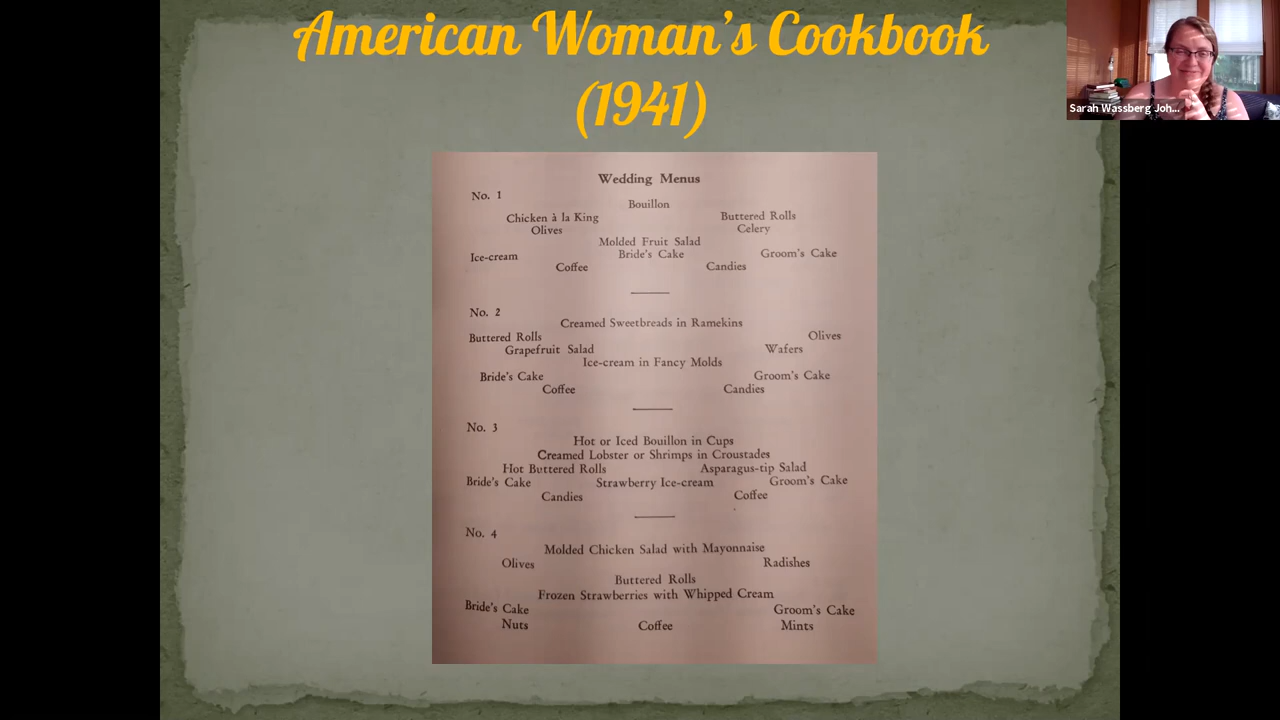 American Woman's Cookbook
(1941)
Sarah Wassberg Joh...
Wedding Menus
No. 1
Bouillon
Chicken à la King Buttered Rolls
Olives Celery
Molded Fruit Salad
Ice-cream Bride's Cake Groom's Cake
Coffee Candies
No. 2
Creamed Sweetbreads in Ramekins
Buttered Rolls Olives
Grapefruit Salad Wafers
Ice-cream in Fancy Molds
Bride's Cake Groom's Cake
Coffee Candies
No. 3
Hot or Iced Bouillon in Cups
Creamed Lobster or Shrimps in Croustades
Hot Buttered Rolls Asparagus-tip Salad
Bride's Cake Strawberry Ice-cream Groom's Cake
Candies Coffee
No. 4
Molded Chicken Salad with Mayonnaise
Olives Radishes
Buttered Rolls
Frozen Strawberries with Whipped Cream
Bride's Cake Groom's Cake
Nuts Coffee Mints